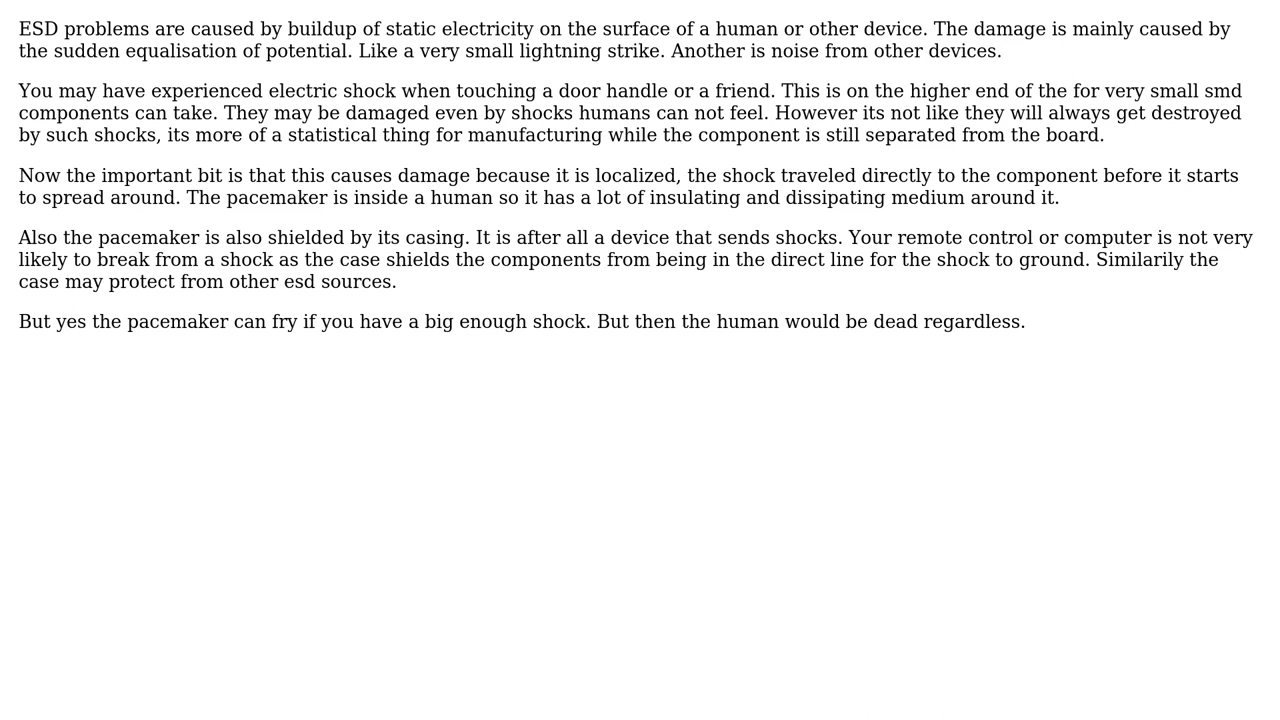 ESD problems are caused by buildup of static electricity on the surface of a human or other device. The damage is mainly caused by
the sudden equalisation of potential. Like a very small lightning strike. Another is noise from other devices.
You may have experienced electric shock when touching a door handle or a friend. This is on the higher end of the for very small smd
components can take. They may be damaged even by shocks humans can not feel. However its not like they will always get destroyed
by such shocks, its more of a statistical thing for manufacturing while the component is still separated from the board.
Now the important bit is that this causes damage because it is localized, the shock traveled directly to the component before it starts
to spread around. The pacemaker is inside a human so it has a lot of insulating and dissipating medium around it.
Also the pacemaker is also shielded by its casing. It is after all a device that sends shocks. Your remote control or computer is not very
likely to break from a shock as the case shields the components from being in the direct line for the shock to ground. Similarily the
case may protect from other esd sources.
But yes the pacemaker can fry if you have a big enough shock. But then the human would be dead regardless.